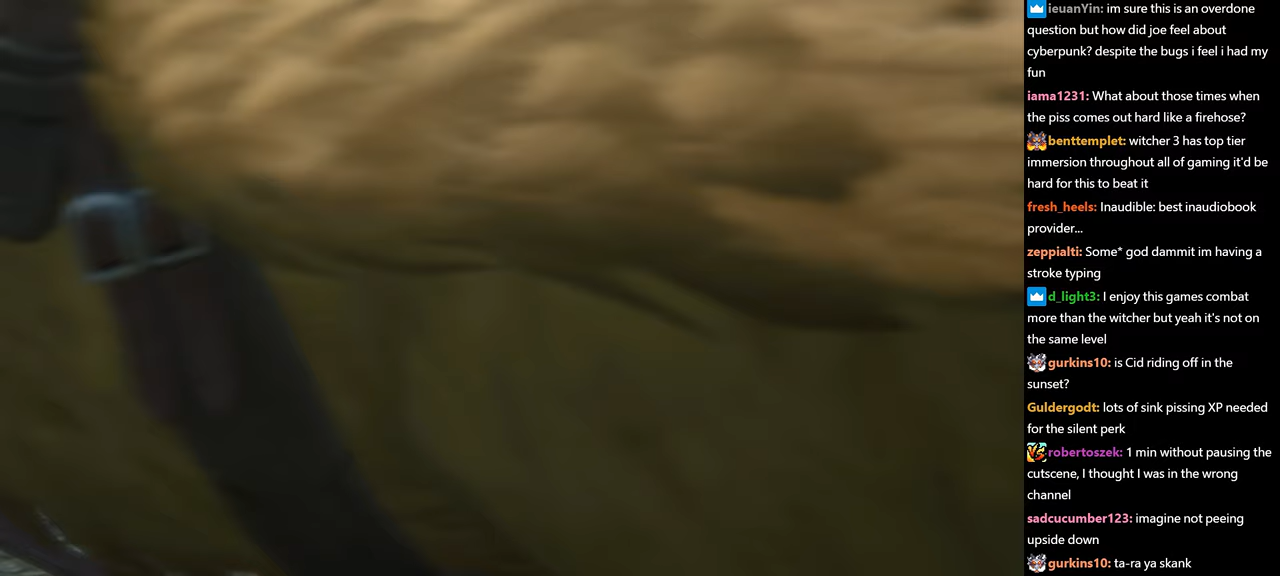 ieuanYin: im sure this is an overdone
question but how did joe feel about
cyberpunk? despite the bugs i feel i had my
fun
iama1231: What about those times when
the piss comes out hard like a firehose?
benttemplet: witcher 3 has top tier
immersion throughout all of gaming it'd be
hard for this to beat it
fresh_heels: Inaudible: best inaudiobook
provider...
zeppialti: Some* god dammit im having a
stroke typing
d_light3: I enjoy this games combat
more than the witcher but yeah it's not on
the same level
gurkins10: is Cid riding off in the
sunset?
Guldergodt: lots of sink pissing XP needed
for the silent perk
robertoszek: 1 min without pausing the
cutscene, I thought I was in the wrong
channel
sadcucumber123: imagine not peeing
upside down
gurkins10: ta-ra ya skank